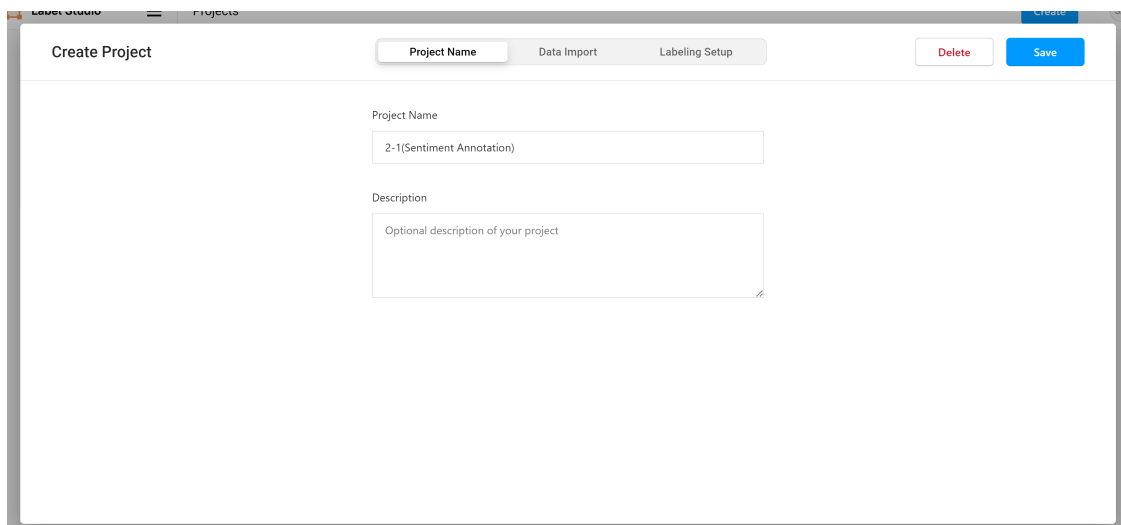 Label Studio
Projects
Create
Create Project
Project Name
Data Import
Labeling Setup
Delete
Save
Project Name
2-1(Sentiment Annotation)
Description
Optional description of your project